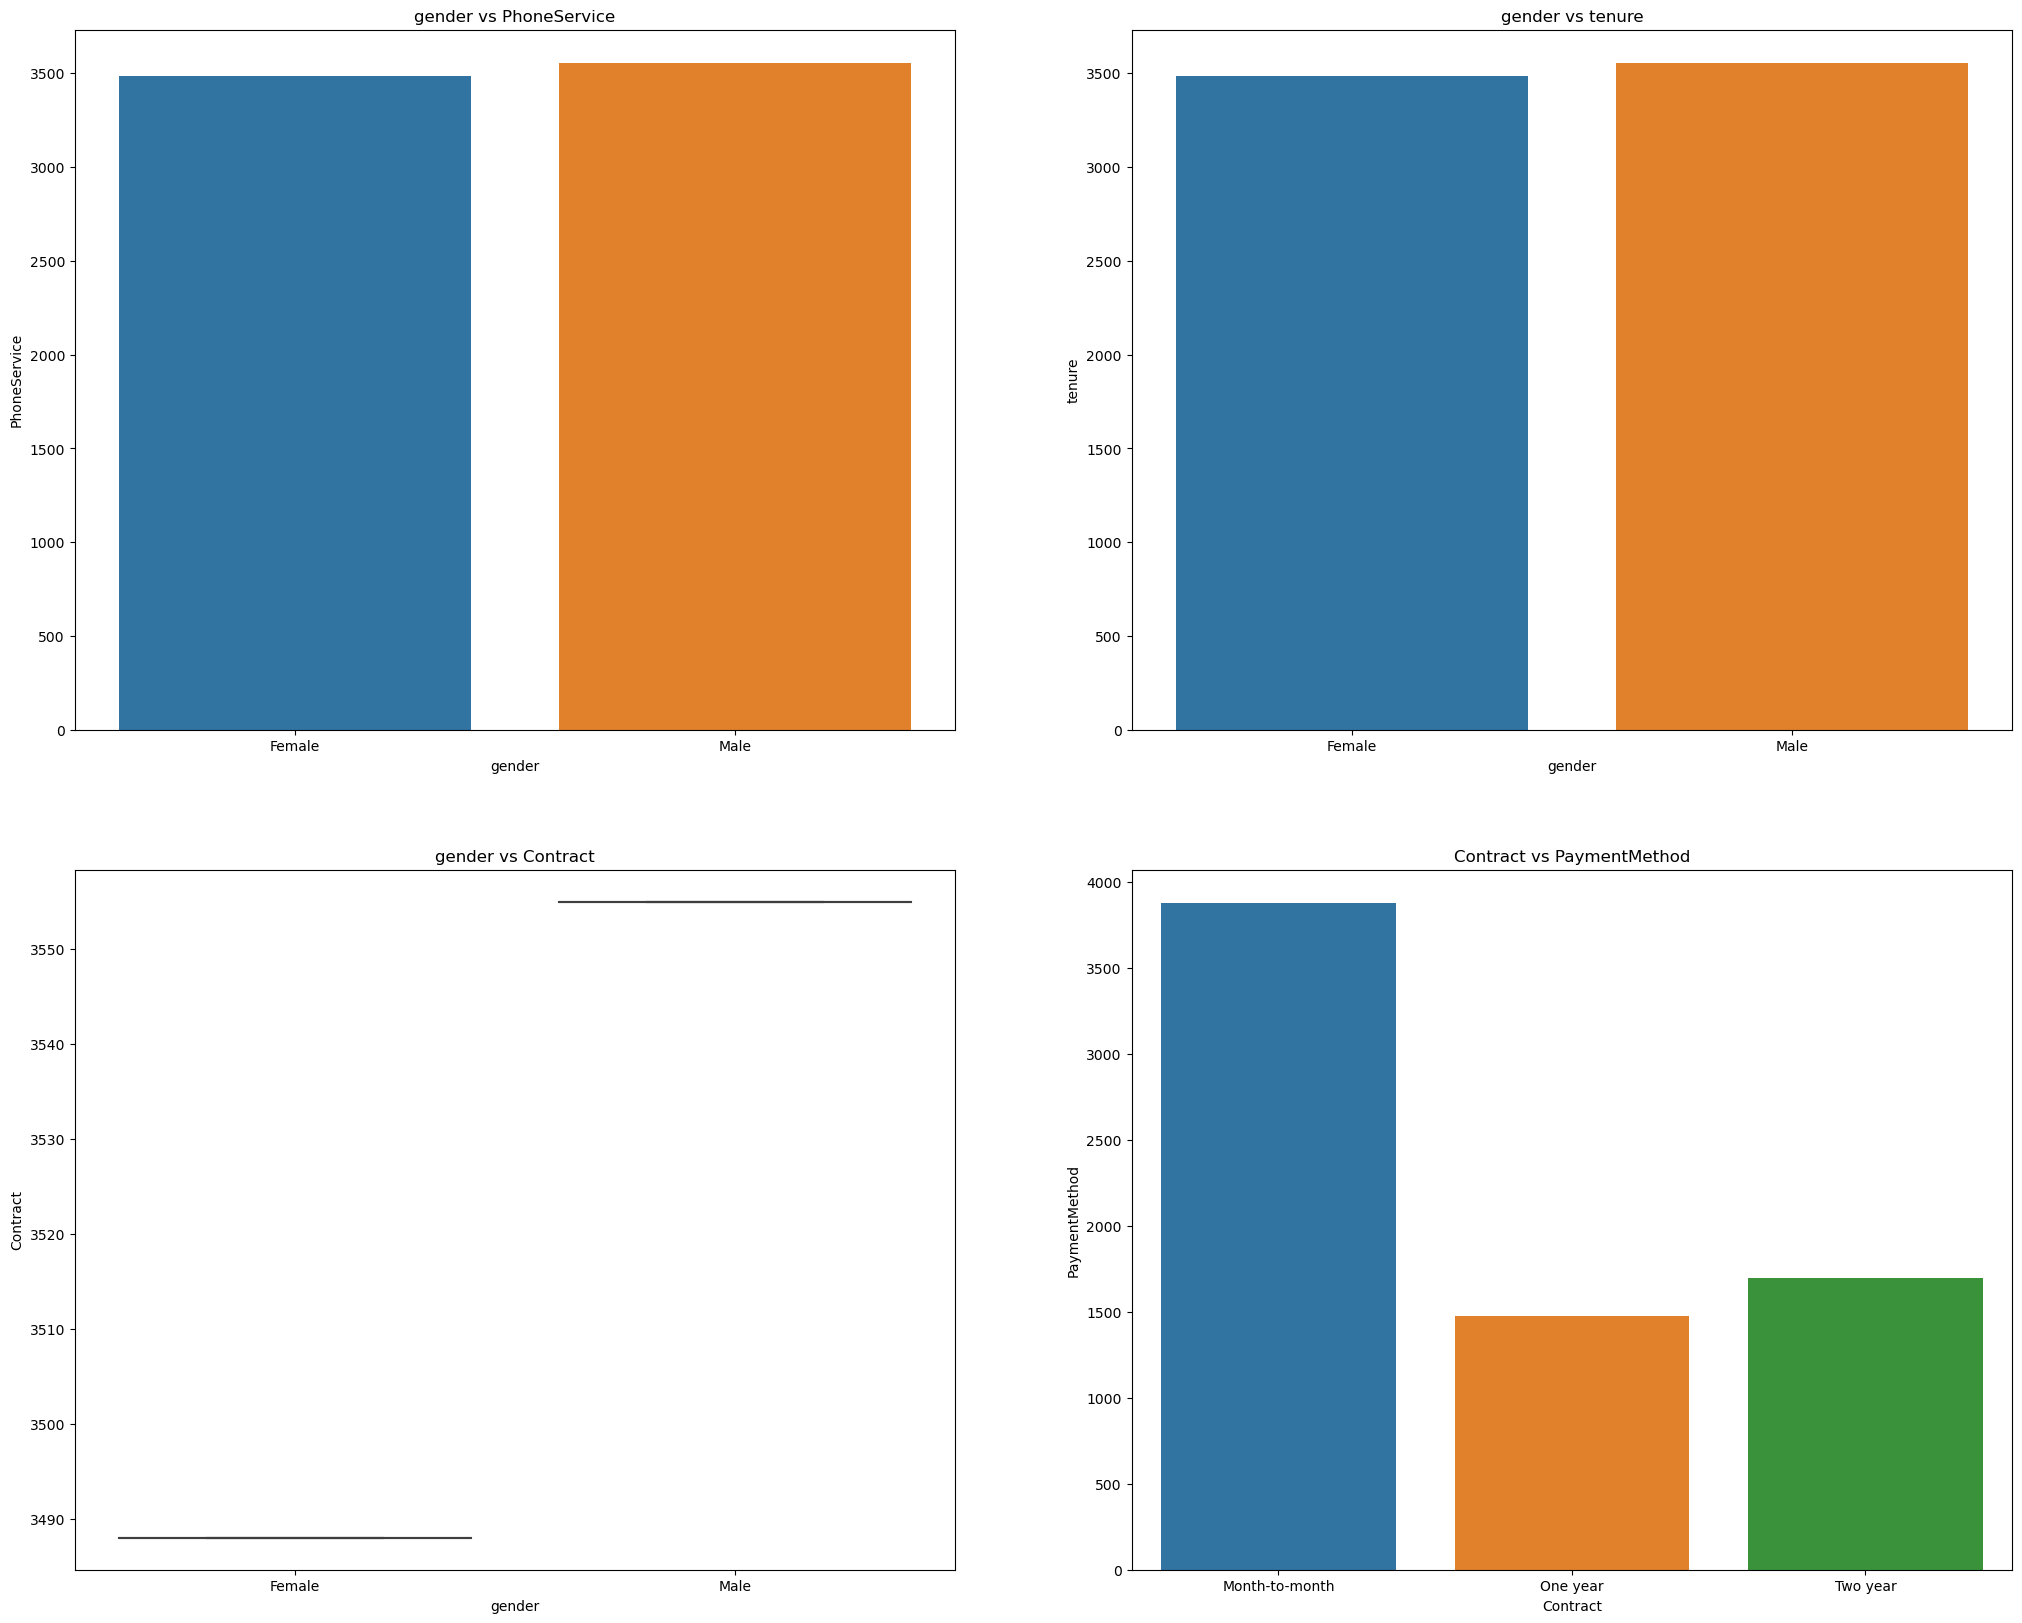 gender vs PhoneService
3500
3000
2500
2000
1500
1000
500
0
PhoneService
Female Male
gender
gender vs tenure
3500
3000
2500
2000
1500
1000
500
0
tenure
Female Male
gender
gender vs Contract
3550
3540
3530
3520
3510
3500
3490
Contract
Female Male
gender
Contract vs PaymentMethod
4000
3500
3000
2500
2000
1500
1000
500
0
PaymentMethod
Month-to-month One year Two year
Contract